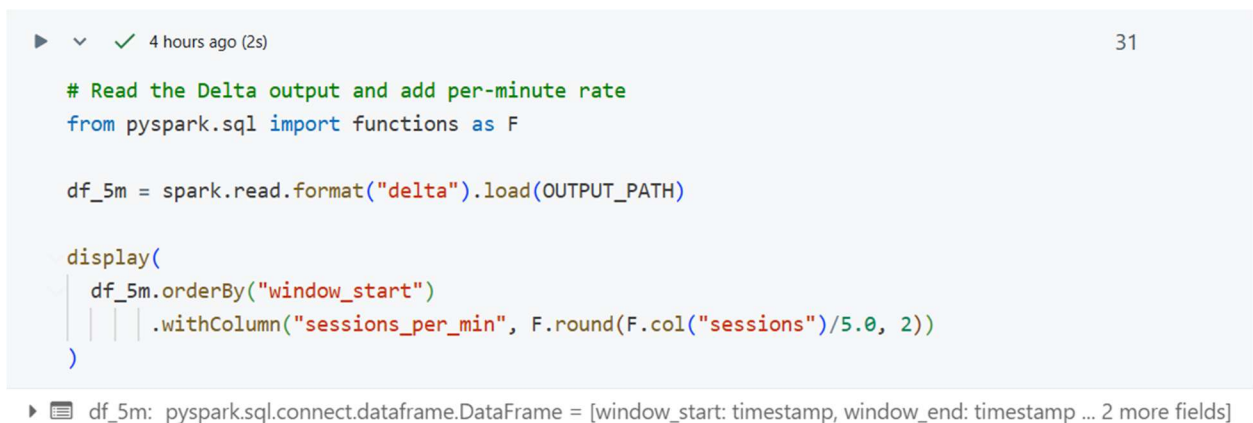 4 hours ago (2s) 31
# Read the Delta output and add per-minute rate
from pyspark.sql import functions as F
df_5m = spark.read.format("delta").load(OUTPUT_PATH)
display(
df_5m.orderBy("window_start")
.withColumn("sessions_per_min", F.round(F.col("sessions")/5.0, 2))
)
df_5m: pyspark.sql.connect.dataframe.DataFrame = [window_start: timestamp, window_end: timestamp ... 2 more fields]